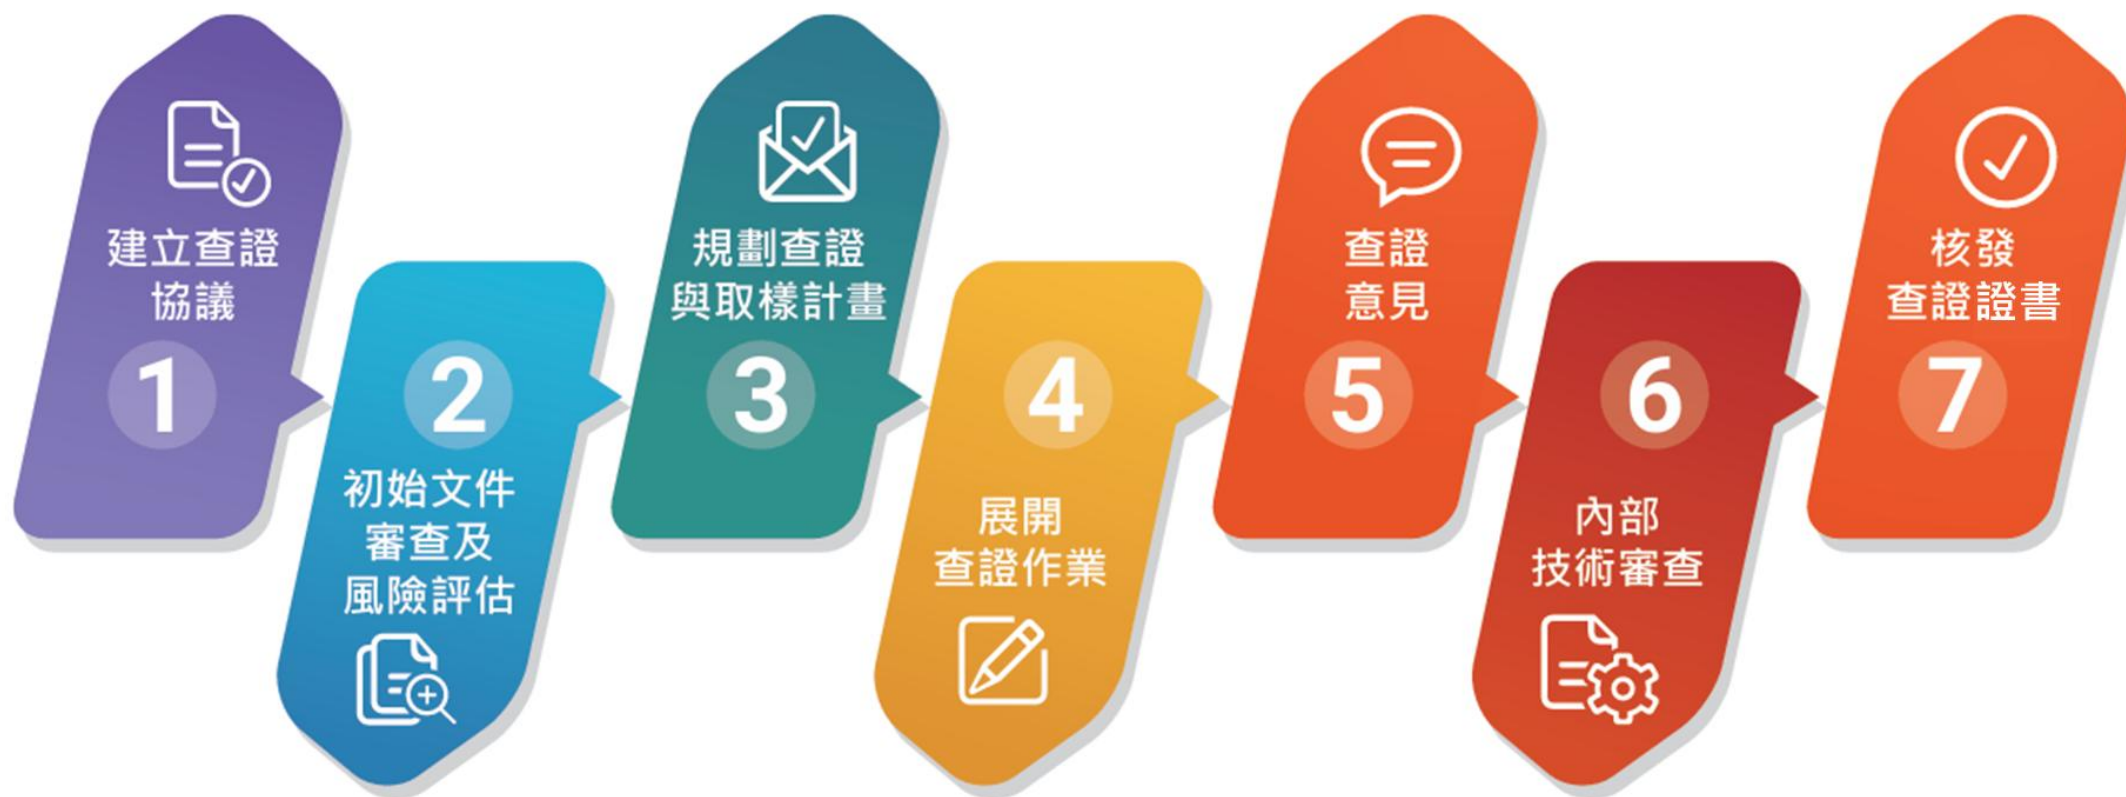 建立查證
協議
1
2
初始文件
審查及
風險評估
規劃查證
與取樣計畫
3
4
展開
查證作業
查證
意見
5
6
內部
技術審查
核發
查證證書
7